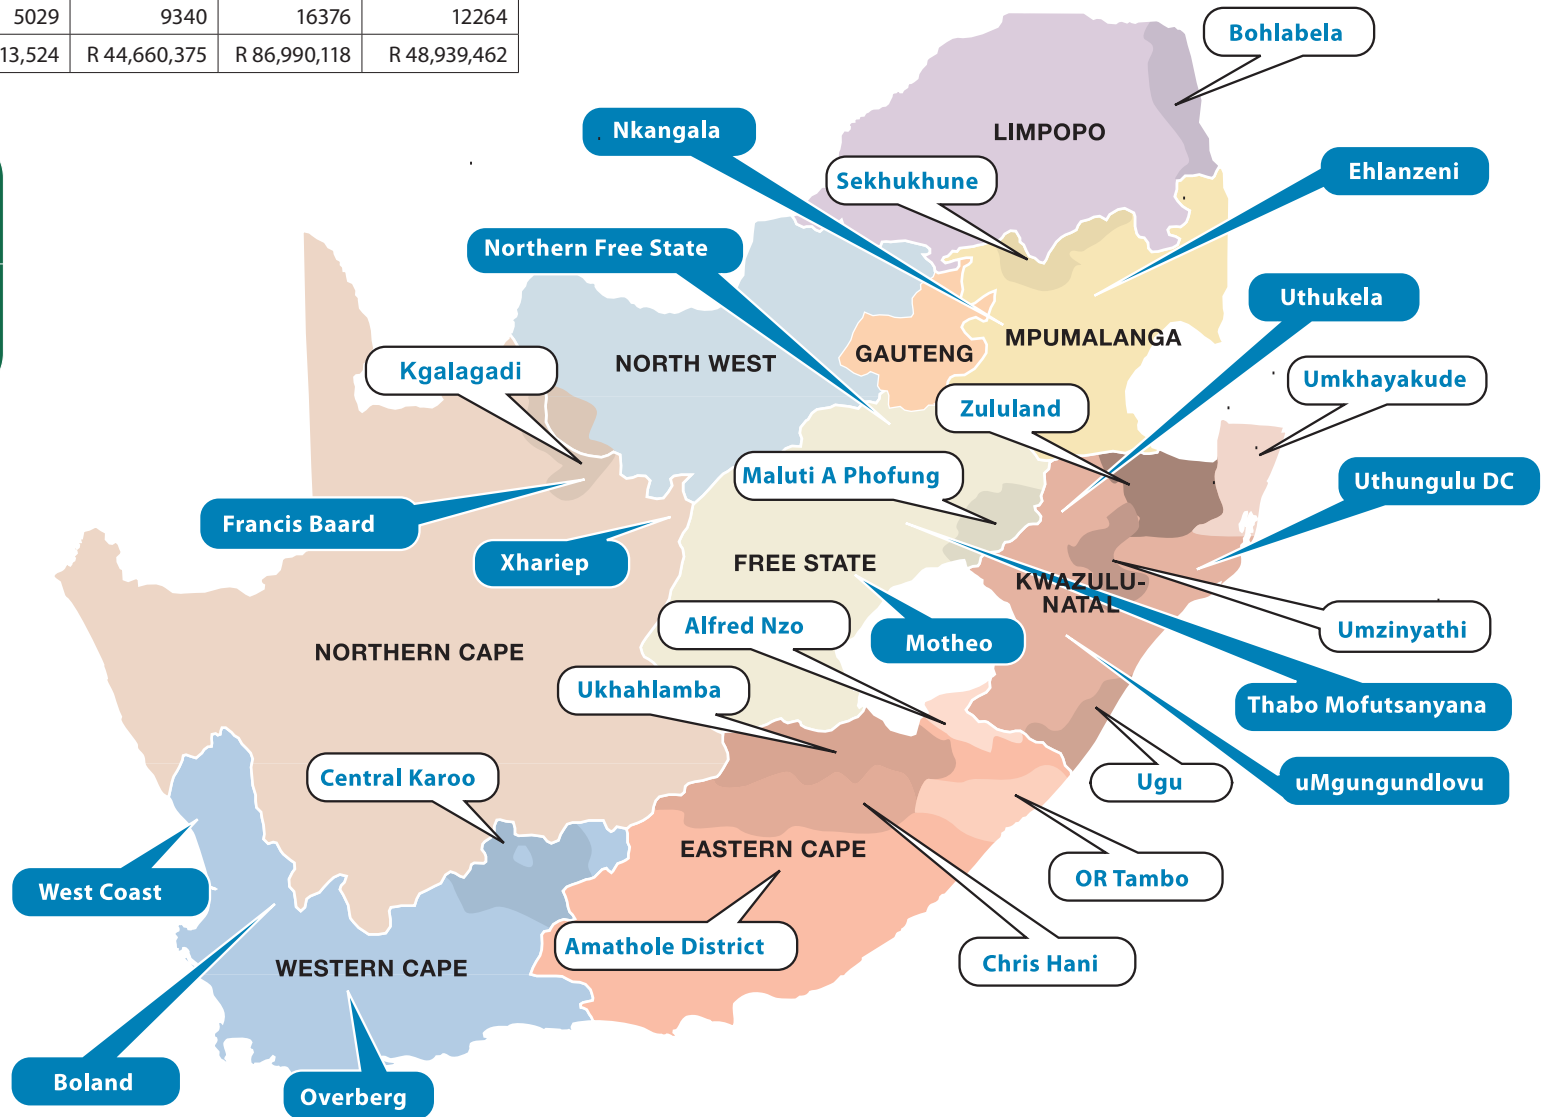 5029 9340 16376 12264
13,524 R 44,660,375 R 86,990,118 R 48,939,462
Bohlabela
LIMPOPO
Nkangala
Sekhukhune
Ehlanzeni
Northern Free State
Uthukela
MPUMALANGA
GAUTENG
NORTH WEST
Kgalagadi
Umkhayakude
Zululand
Maluti A Phofung
Uthungulu DC
Francis Baard
Xhariep
FREE STATE
KWAZULU-
NATAL
Alfred Nzo
Motheo
Umzinyathi
NORTHERN CAPE
Ukhahlamba
Thabo Mofutsanyana
Central Karoo
Ugu
uMgungundlovu
EASTERN CAPE
OR Tambo
West Coast
Amathole District
Chris Hani
WESTERN CAPE
Boland
Overberg